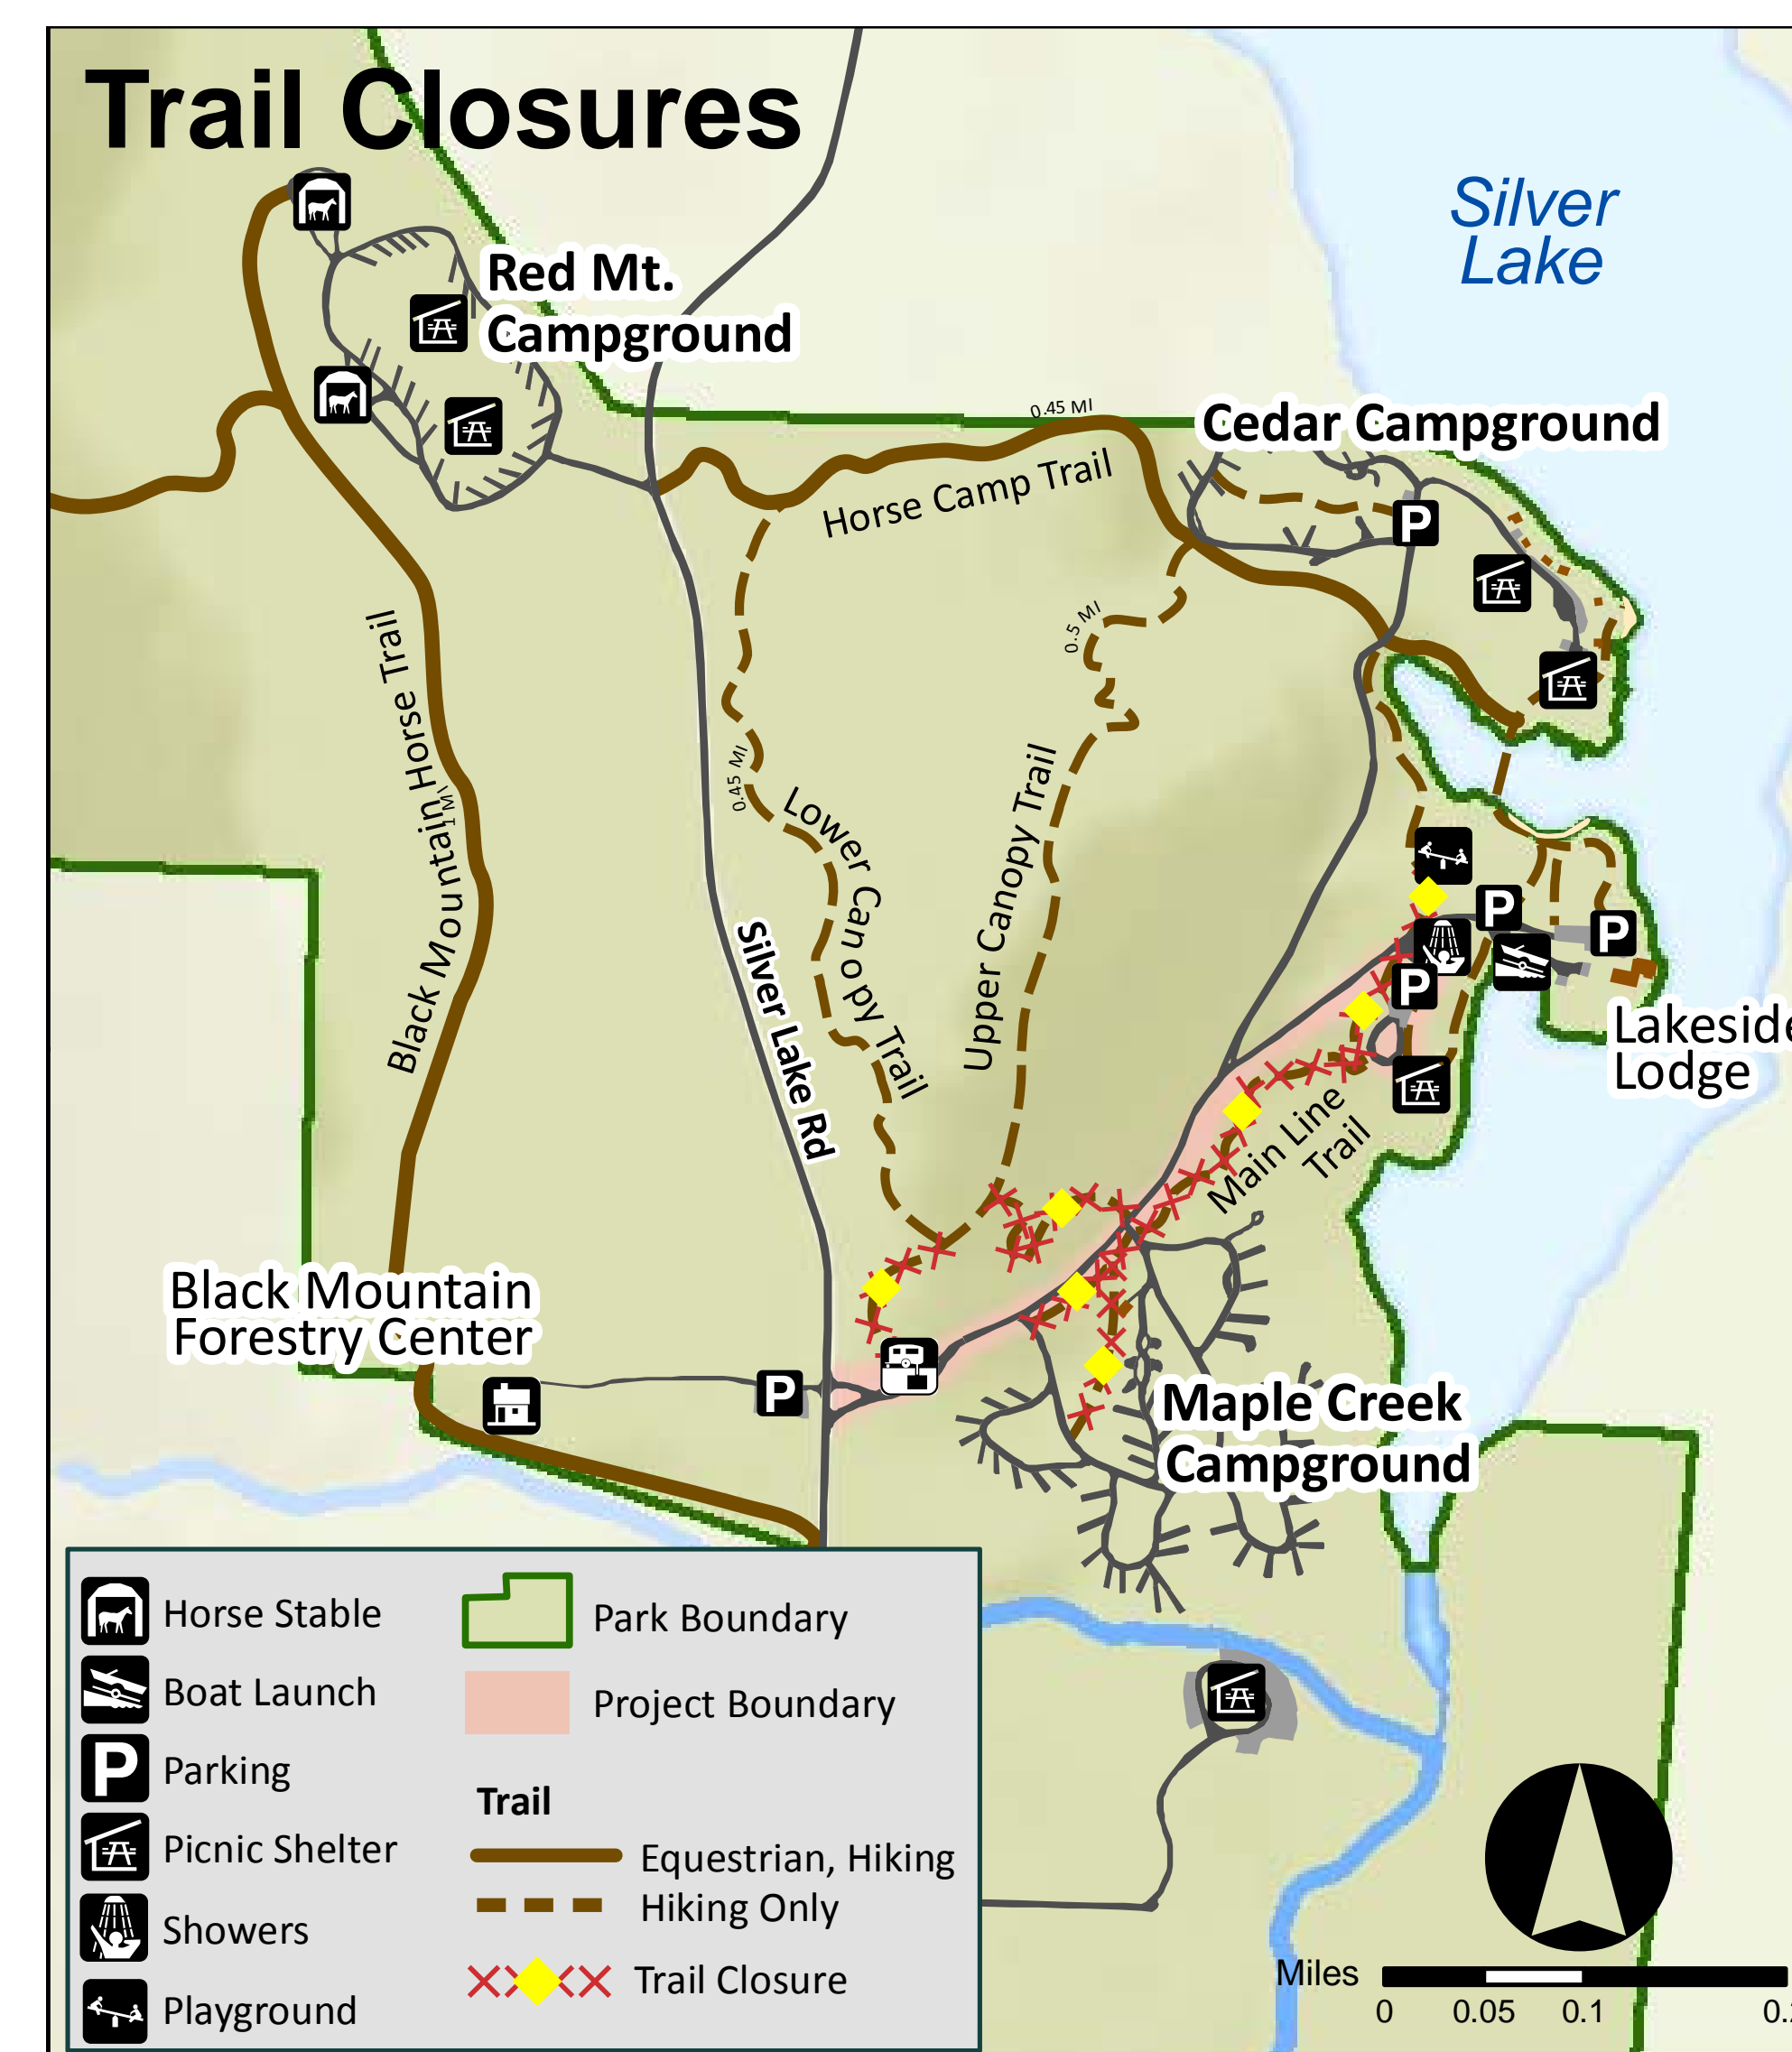 Trail Closures
Silver
Lake
Red Mt.
Campground
0.45 MI
Cedar Campground
Horse Camp Trail
P
0.5 MI
Black Mountain Horse Trail
1 MI
0.45 MI
Lower Canopy Trail
Upper Canopy Trail
Silver Lake Rd
P
P
P
Lakeside
Lodge
Main Line
Trail
Black Mountain
Forestry Center
P
Maple Creek
Campground
Horse Stable
Boat Launch
P Parking
Picnic Shelter
Showers
Playground
Park Boundary
Project Boundary
Trail
Equestrian, Hiking
Hiking Only
Trail Closure
Miles
0 0.05 0.1